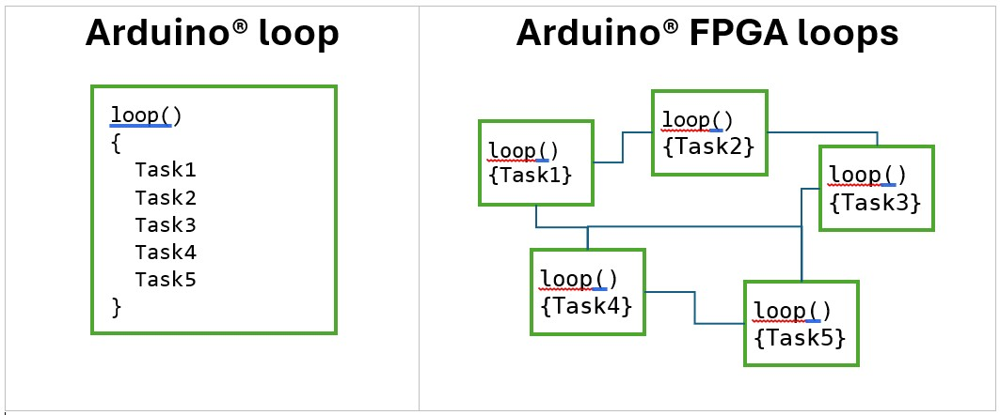 Arduino® loop
loop()
{
Task1
Task2
Task3
Task4
Task5
}
Arduino® FPGA loops
loop()
{Task1}
loop()
{Task2}
loop()
{Task3}
loop()
{Task4}
loop()
{Task5}